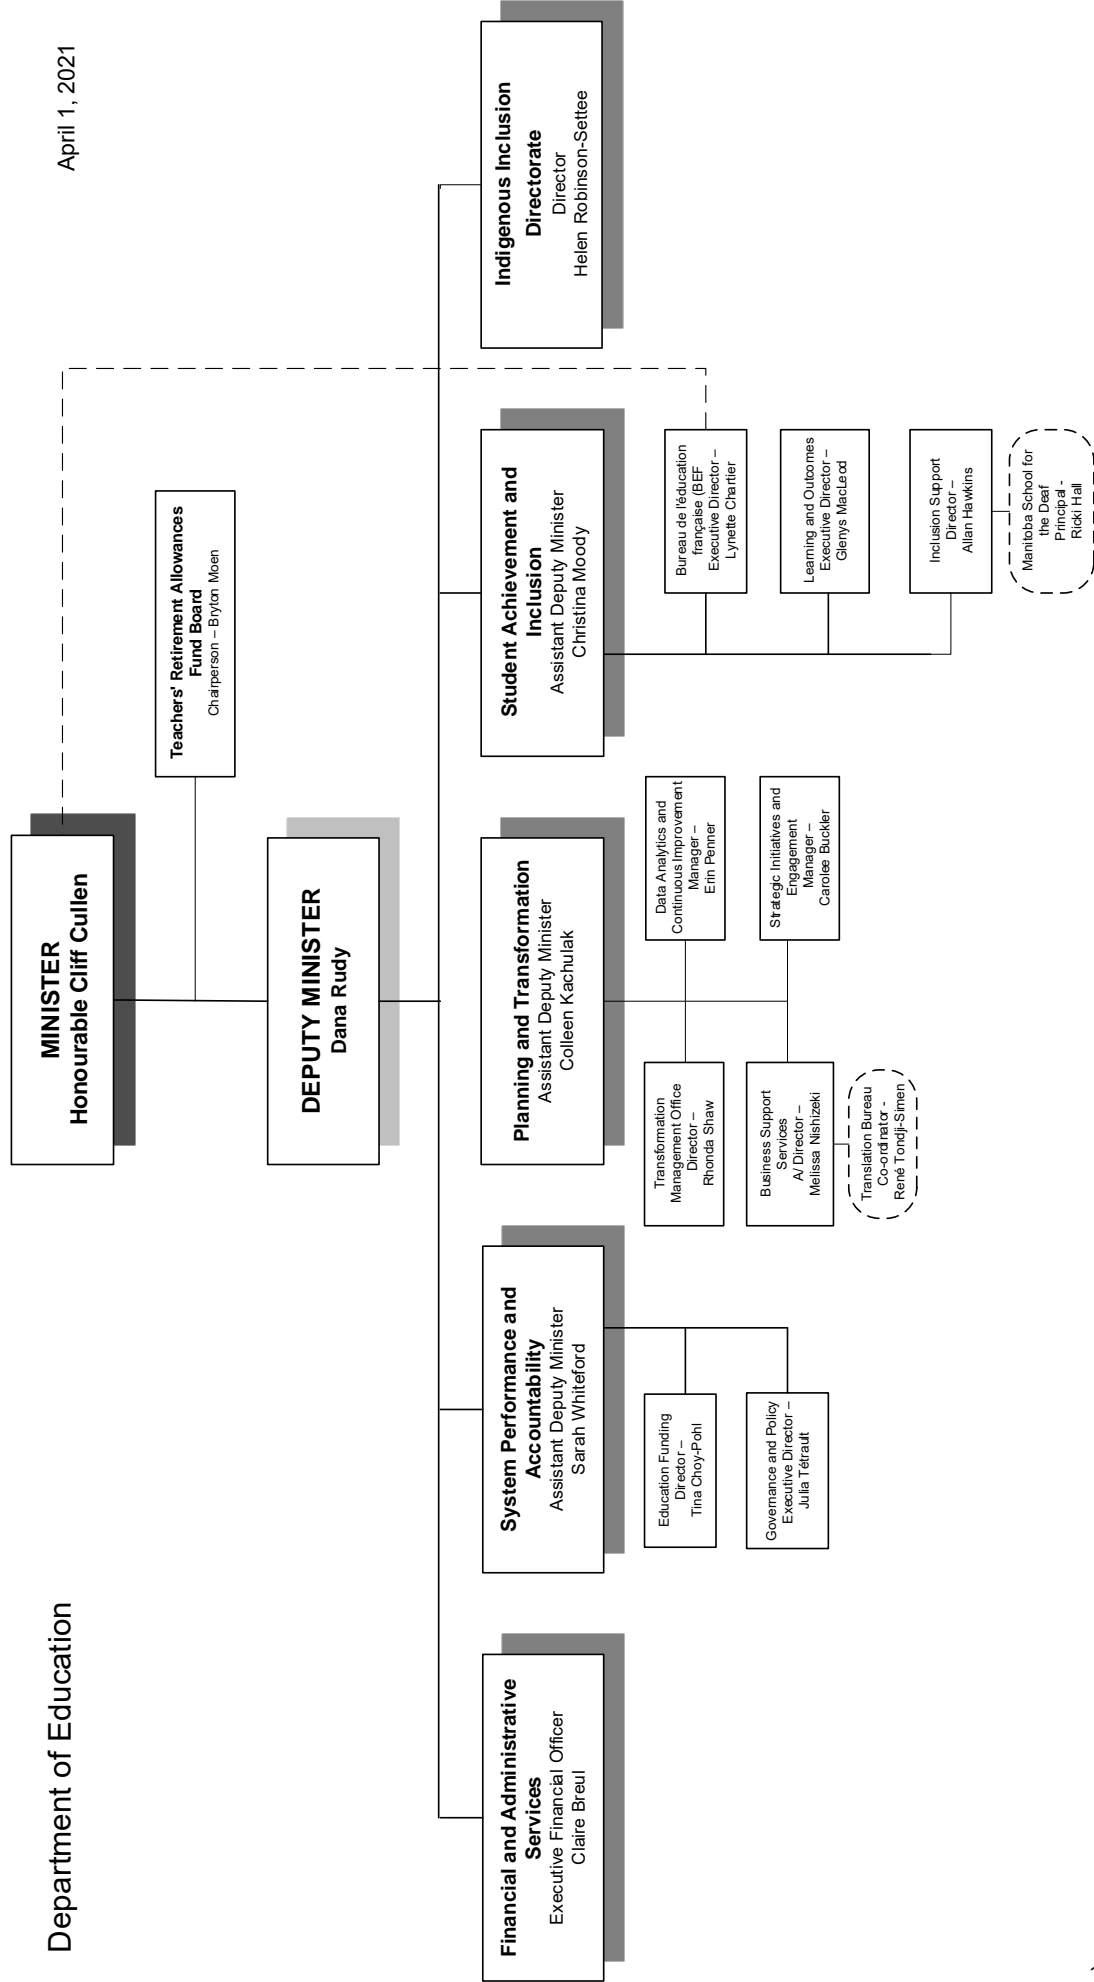 Department of Education
April 1, 2021
MINISTER
Honourable Cliff Cullen
Teachers' Retirement Allowances
Fund Board
Chairperson – Bryton Moen
DEPUTY MINISTER
Dana Rudy
Financial and Administrative
Services
Executive Financial Officer
Claire Breul
System Performance and
Accountability
Assistant Deputy Minister
Sarah Whiteford
Planning and Transformation
Assistant Deputy Minister
Colleen Kachulak
Student Achievement and
Inclusion
Assistant Deputy Minister
Christina Moody
Indigenous Inclusion
Directorate
Director
Helen Robinson-Settee
Education Funding
Director –
Tina Choy-Pohl
Governance and Policy
Executive Director –
Julia Tétrault
Transformation
Management Office
Director –
Rhonda Shaw
Data Analytics and
Continuous Improvement
Manager –
Erin Penner
Business Support
Services
A/ Director –
Melissa Nishizeki
Strategic Initiatives and
Engagement
Manager –
Carolee Buckler
Translation Bureau
Co-ordinator -
René Tondji-Simen
Bureau de l'éducation
française (BEF
Executive Director –
Lynette Chartier
Learning and Outcomes
Executive Director –
Glenys MacLeod
Inclusion Support
Director –
Allan Hawkins
Manitoba School for
the Deaf
Principal -
Ricki Hall